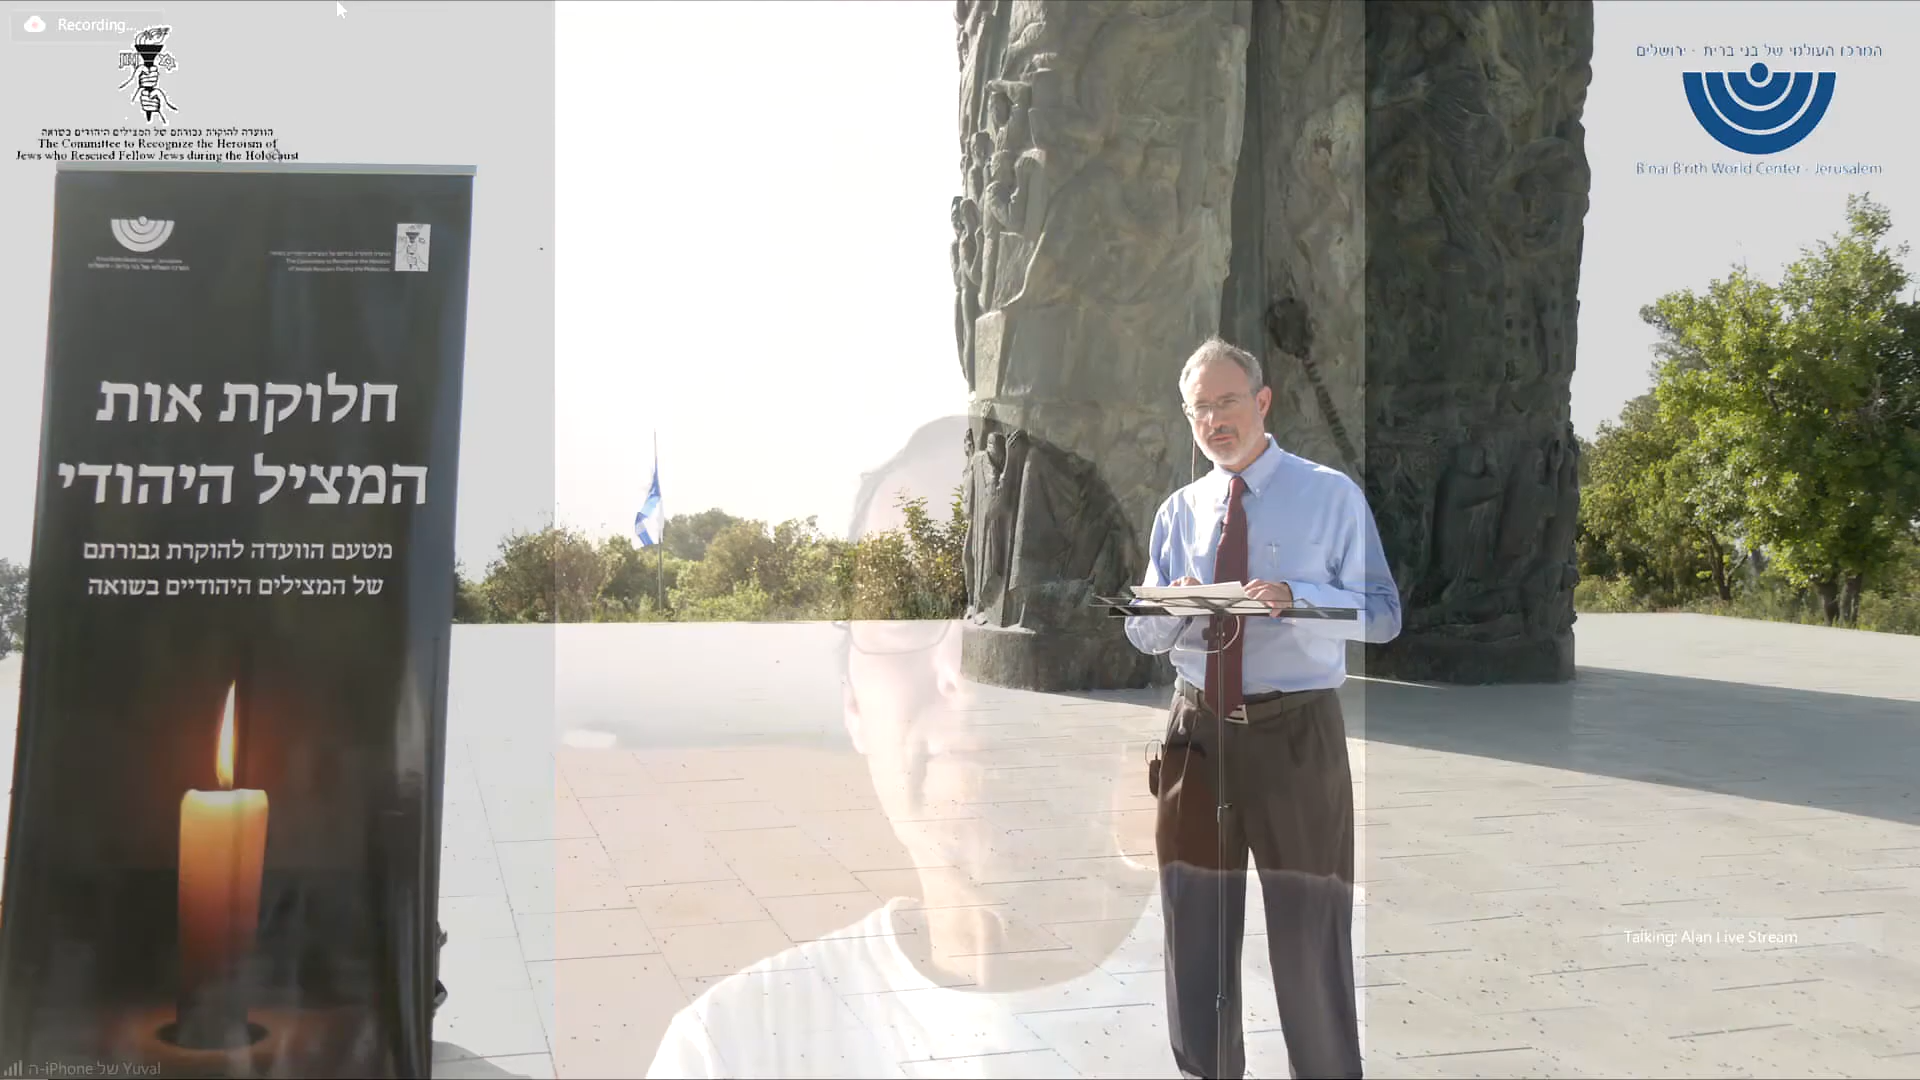 Recording...
הוועדה להוקרת גבורתם של המצילים היהודים בשואה
The Committee to Recognize the Heroism of
Jews who Rescued Fellow Jews during the Holocaust
המרכז העולמי של בני ברית - ירושלים
B'nai B'rith World Center - Jerusalem
חלוקת אות
המציל היהודי
מטעם הוועדה להוקרת גבורתם
של המצילים היהודיים בשואה
Talking: Alan Live Stream
ה-iPhone של Yuval